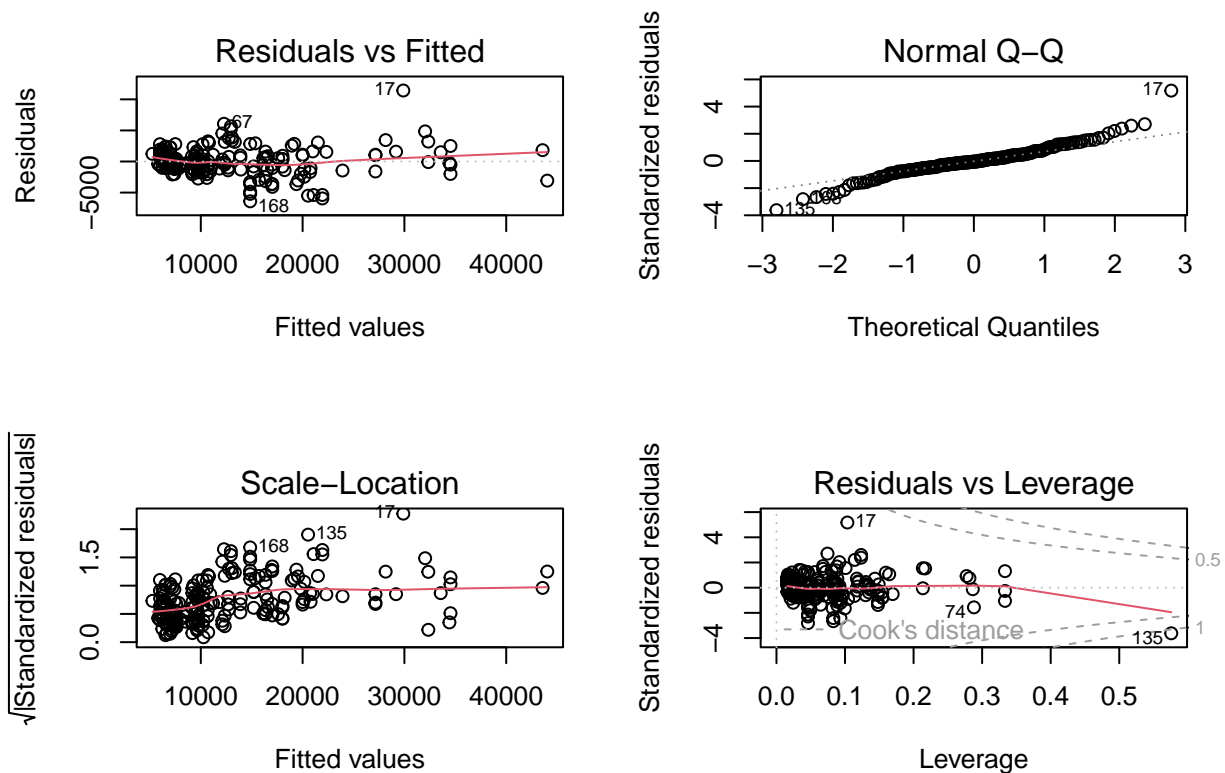 Residuals vs Fitted
Residuals
−5000
17
67
168
10000 20000 30000 40000
Fitted values
Normal Q−Q
Standardized residuals
−4 0 4
17
135
−3 −2 −1 0 1 2 3
Theoretical Quantiles
Scale−Location
√|Standardized residuals|
0.0 1.5
17
135
168
10000 20000 30000 40000
Fitted values
Residuals vs Leverage
Standardized residuals
−4 0 4
17
0.5
74
Cook's distance
1
135
0.0 0.1 0.2 0.3 0.4 0.5
Leverage